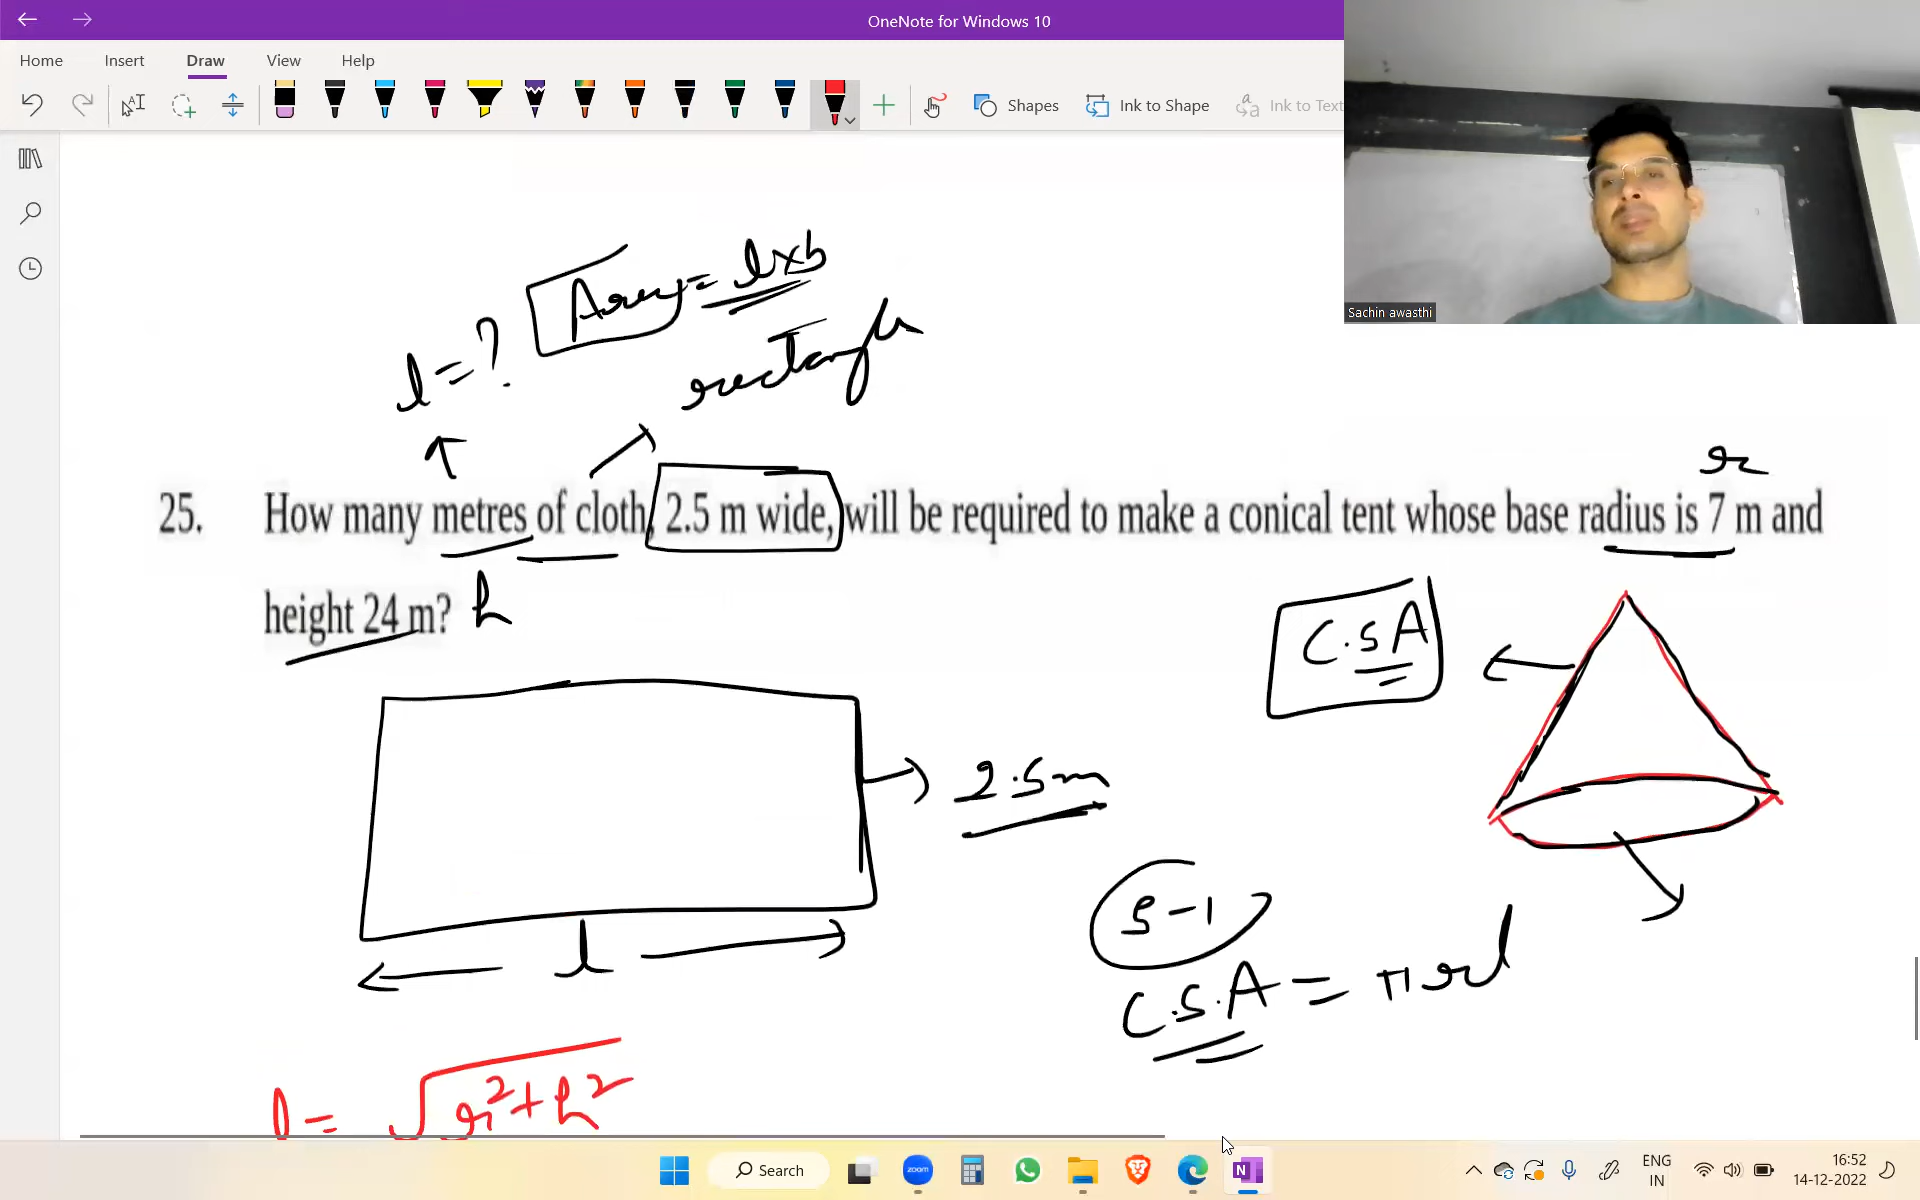 OneNote for Windows 10
Home Insert Draw View Help
Shapes Ink to Shape Ink to Text
Sachin awasthi
Area = l×b
l = ?
rectangle
r
25. How many metres of cloth, 2.5 m wide, will be required to make a conical tent whose base radius is 7 m and
height 24 m? h
C.S.A
2.5m
l
S-1
C.S.A = πrl
l = √r²+h²
Search
zoom
N
ENG
IN
16:52
14-12-2022